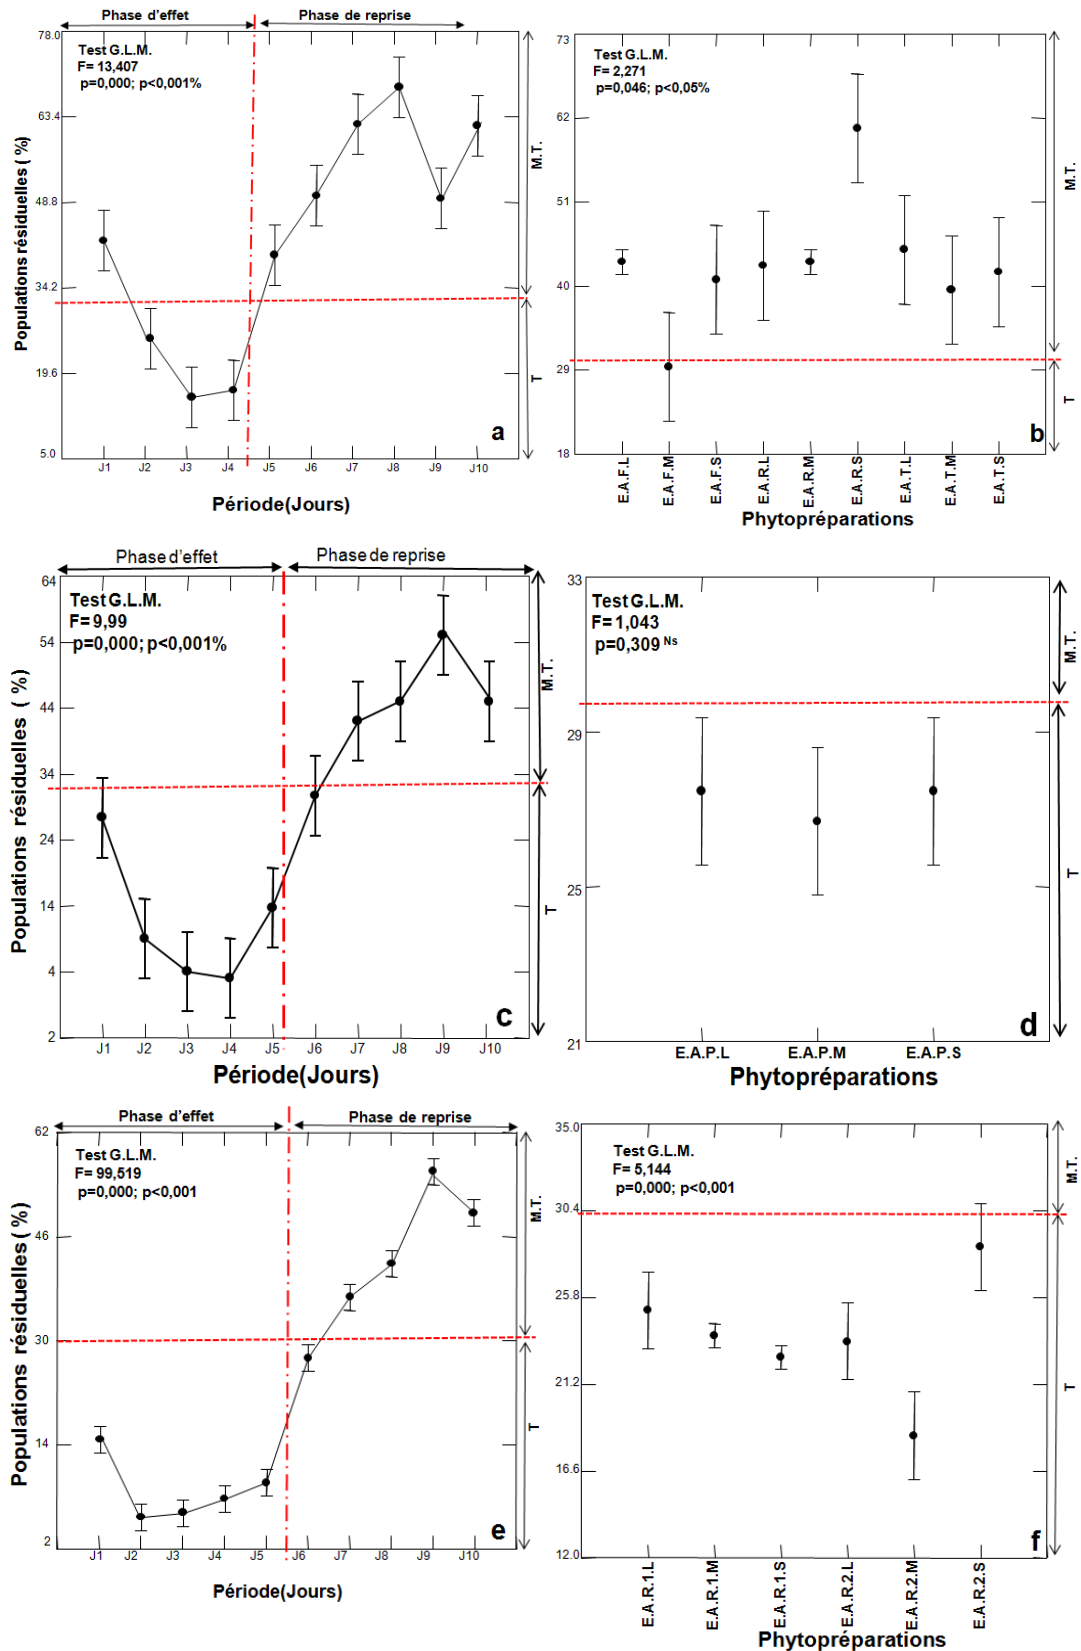 Phase d'effet
Phase de reprise
78.0
63.4
48.8
34.2
19.6
5.0
Populations résiduelles ( %)
Test G.L.M.
F= 13,407
p=0,000; p<0,001%
M.T.
T
a
J1 J2 J3 J4 J5 J6 J7 J8 J9 J10
Période(Jours)
73
62
51
40
29
18
Test G.L.M.
F= 2,271
p=0,046; p<0,05%
M.T.
T
b
E.A.F.L E.A.F.M E.A.F.S E.A.R.L E.A.R.M E.A.R.S E.A.T.L E.A.T.M E.A.T.S
Phytopréparations
Phase d'effet
Phase de reprise
64
54
44
34
24
14
4
2
Populations résiduelles ( %)
Test G.L.M.
F= 9,99
p=0,000; p<0,001%
M.T.
T
c
J1 J2 J3 J4 J5 J6 J7 J8 J9 J10
Période(Jours)
33
29
25
21
Test G.L.M.
F= 1,043
p=0,309 Ns
M.T.
T
d
E.A.P.L E.A.P.M E.A.P.S
Phytopréparations
Phase d'effet
Phase de reprise
62
46
30
14
2
Populations résiduelles ( %)
Test G.L.M.
F= 99,519
p=0,000; p<0,001
M.T.
T
e
J1 J2 J3 J4 J5 J6 J7 J8 J9 J10
Période(Jours)
35.0
30.4
25.8
21.2
16.6
12.0
Test G.L.M.
F= 5,144
p=0,000; p<0,001
M.T.
T
f
E.A.R.1.L E.A.R.1.M E.A.R.1.S E.A.R.2.L E.A.R.2.M E.A.R.2.S
Phytopréparations